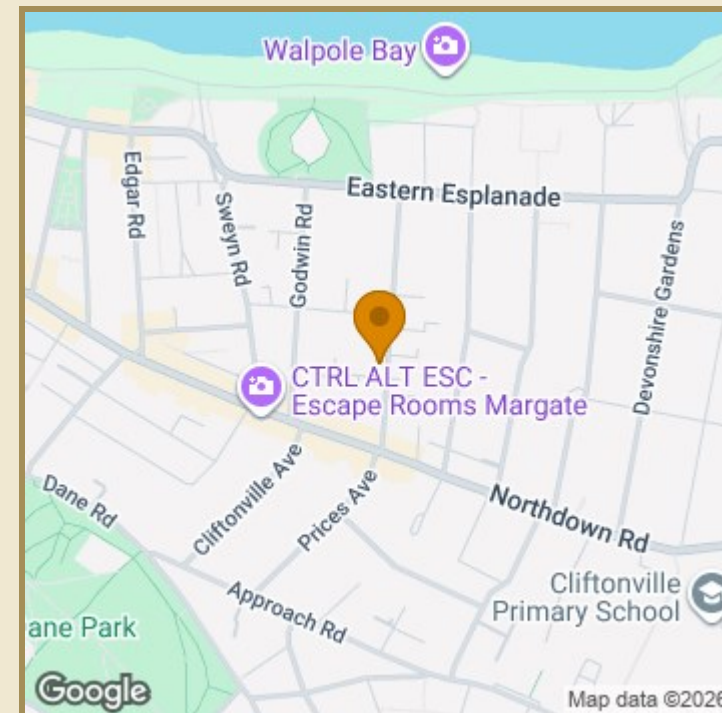 Walpole Bay
Edgar Rd
Sweyn Rd
Godwin Rd
Eastern Esplanade
Devonshire Gardens
CTRL ALT ESC -
Escape Rooms Margate
Cliftonville Ave
Prices Ave
Northdown Rd
Dane Rd
Approach Rd
Cliftonville
Primary School
ane Park
Google
Map data ©2026